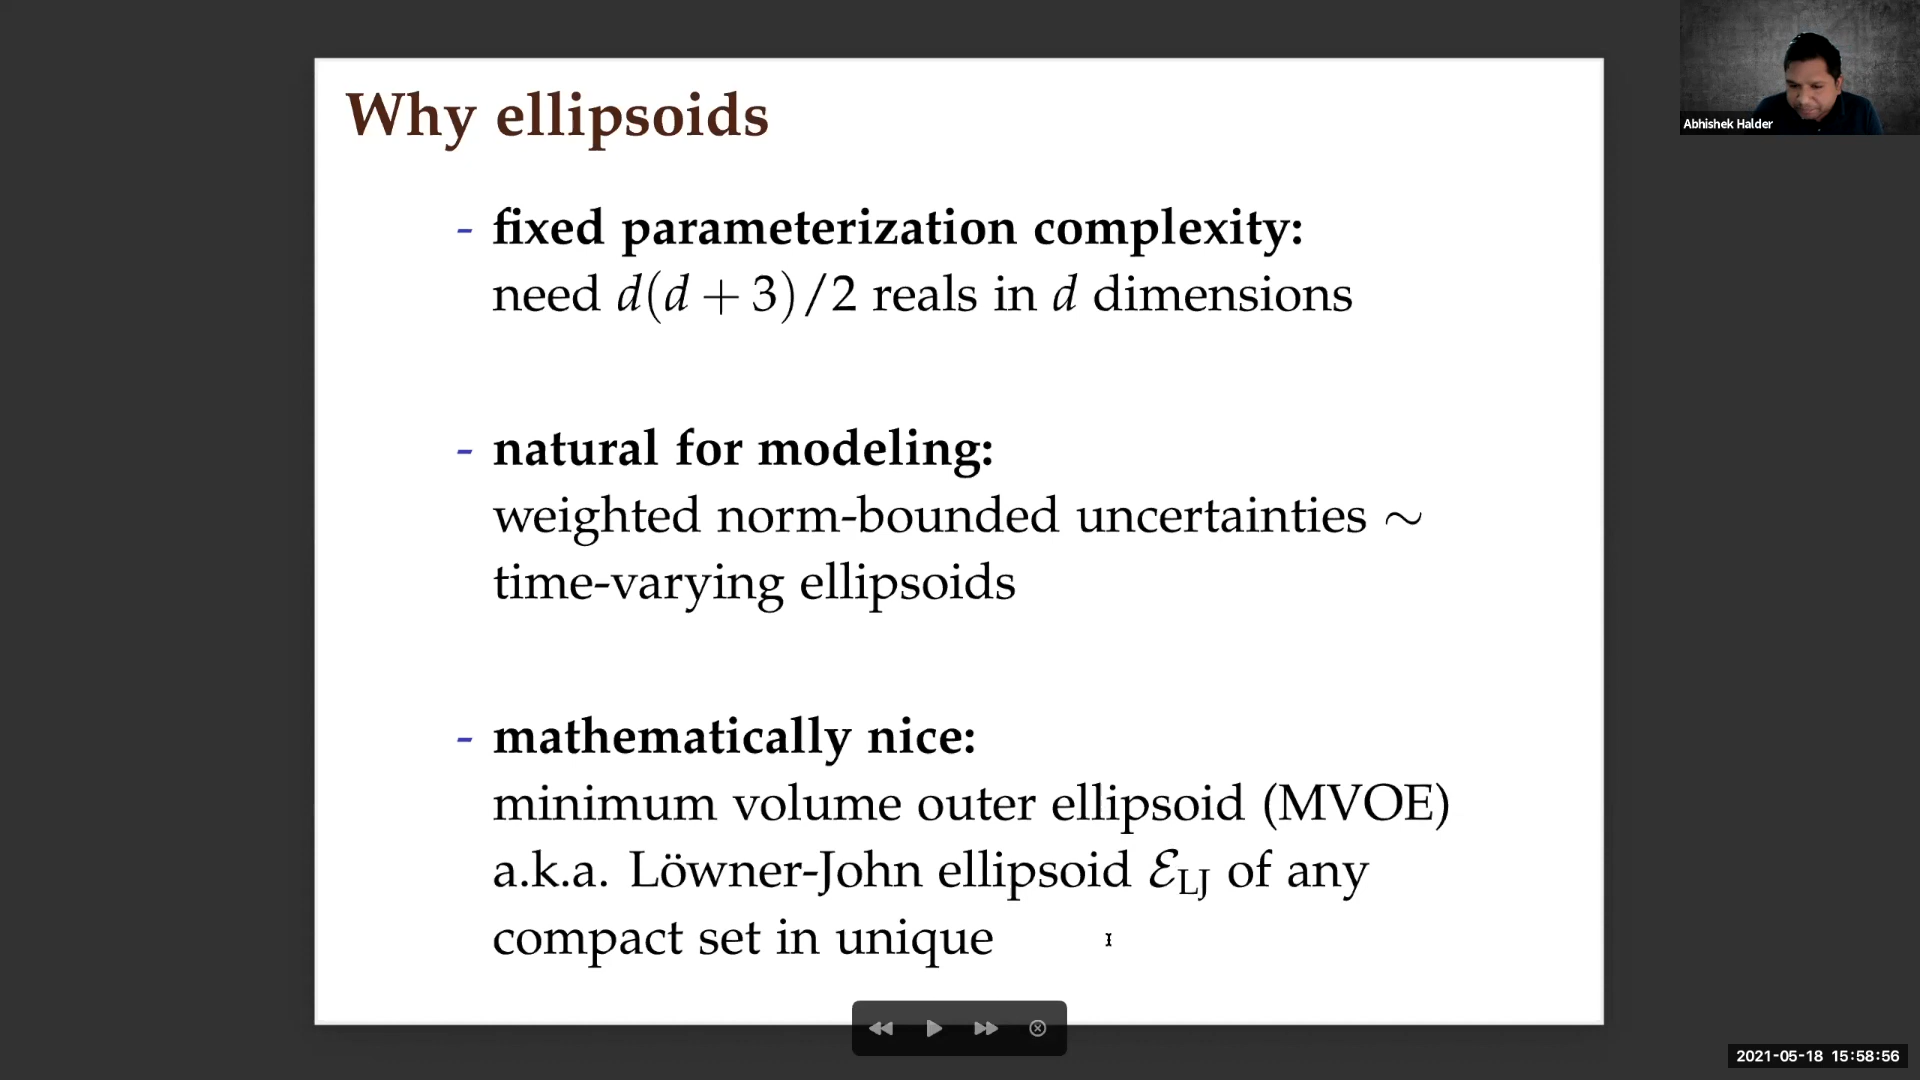 Why ellipsoids
- fixed parameterization complexity:
need d(d + 3)/2 reals in d dimensions
- natural for modeling:
weighted norm-bounded uncertainties ∼
time-varying ellipsoids
- mathematically nice:
minimum volume outer ellipsoid (MVOE)
a.k.a. Löwner-John ellipsoid ℰLJ of any
compact set in unique
Abhishek Halder
2021-05-18 15:58:56